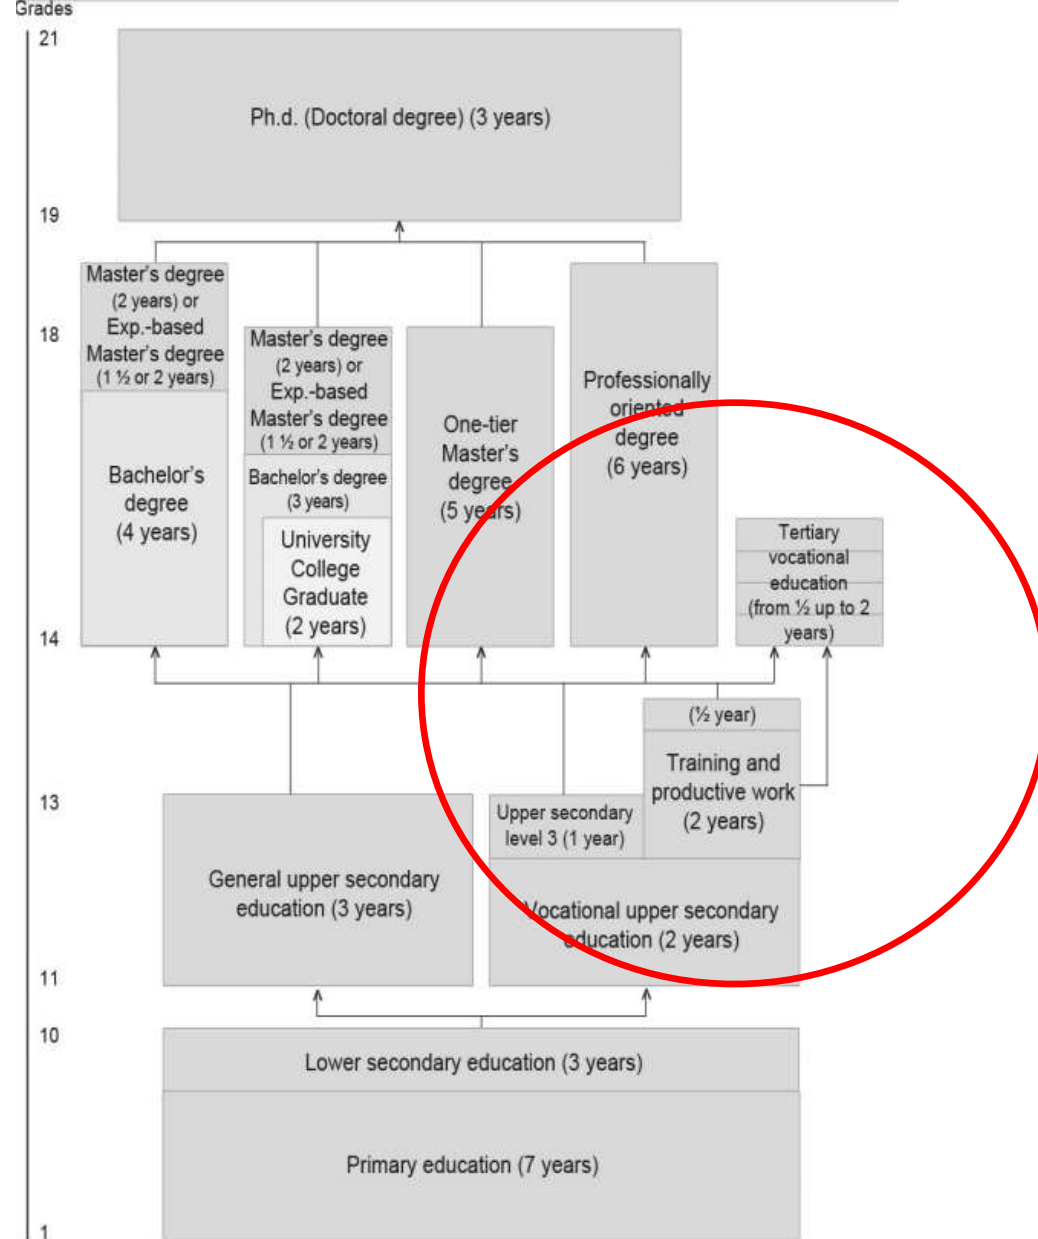 Grades
21
Ph.d. (Doctoral degree) (3 years)
19
Master's degree
(2 years) or
Exp.-based
Master's degree
(1 ½ or 2 years)
Bachelor's
degree
(4 years)
18
Master's degree
(2 years) or
Exp.-based
Master's degree
(1 ½ or 2 years)
Bachelor's degree
(3 years)
University
College
Graduate
(2 years)
One-tier
Master's
degree
(5 years)
Professionally
oriented
degree
(6 years)
Tertiary
vocational
education
(from ½ up to 2
years)
14
(½ year)
Training and
productive work
(2 years)
13
Upper secondary
level 3 (1 year)
General upper secondary
education (3 years)
Vocational upper secondary
education (2 years)
11
10
Lower secondary education (3 years)
Primary education (7 years)
1